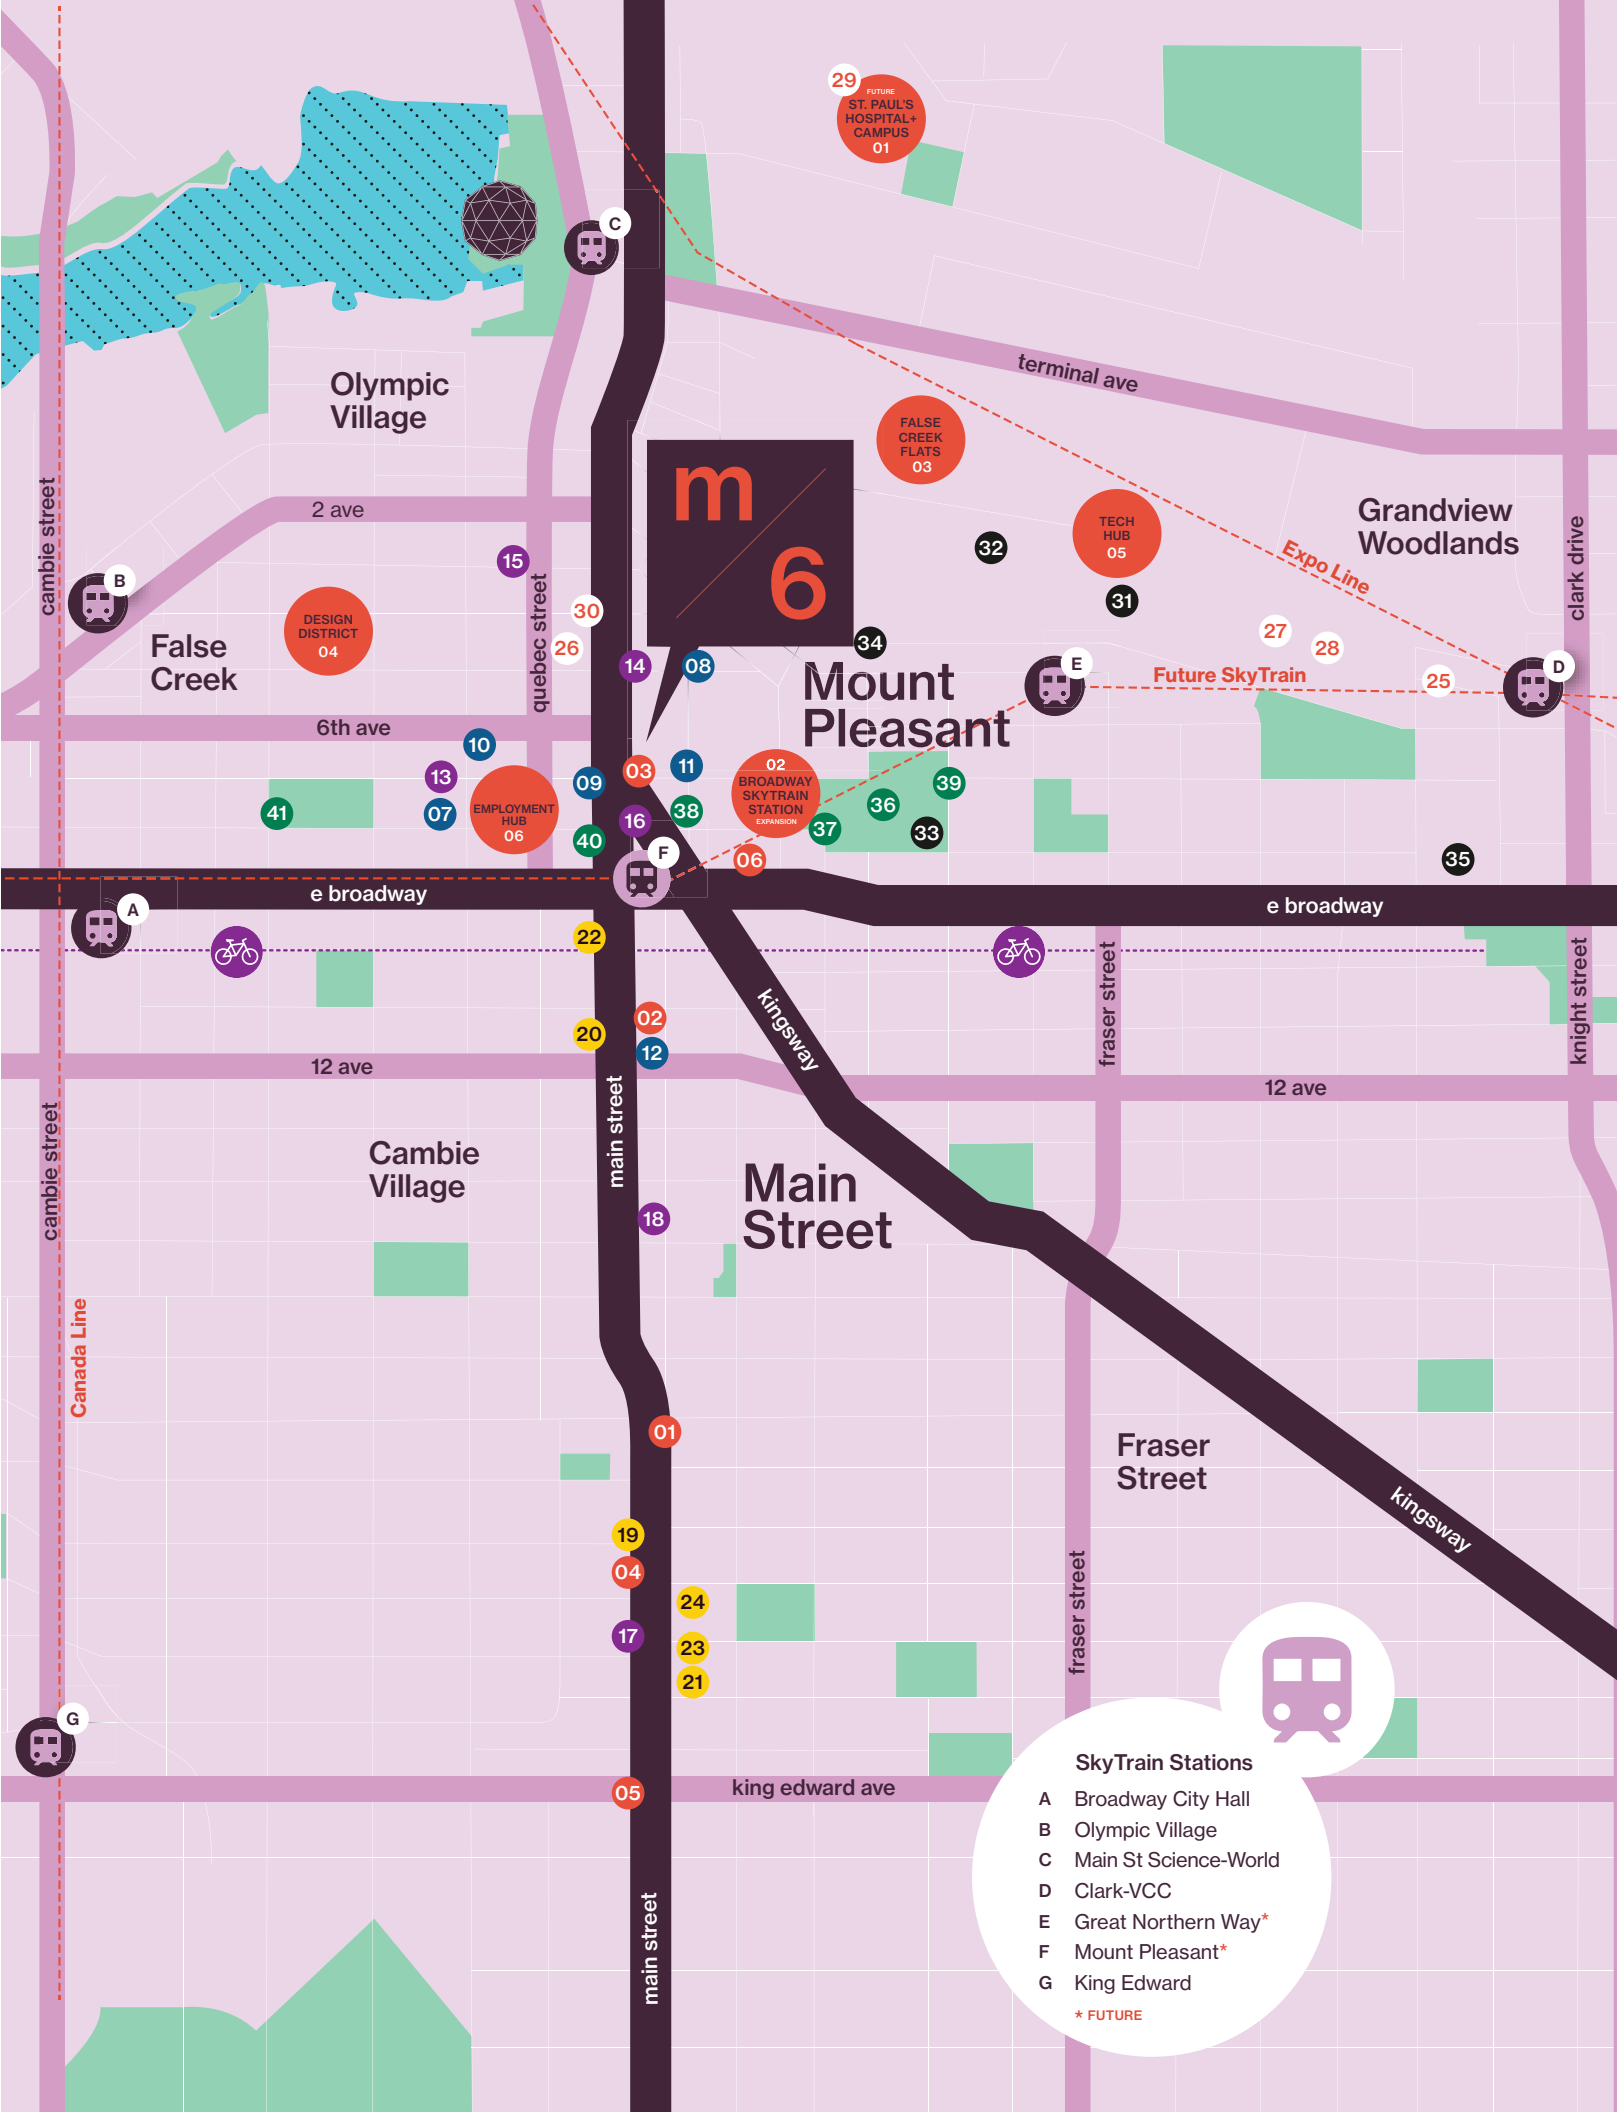 29
FUTURE
ST. PAUL'S
HOSPITAL+
CAMPUS
01
C
terminal ave
Olympic
Village
FALSE
CREEK
FLATS
03
m
6
2 ave
cambie street
Grandview
Woodlands
clark drive
TECH
HUB
05
32
15
Expo Line
B
30
31
DESIGN
DISTRICT
04
quebec street
27
28
26
34
False
Creek
14
08
E
D
Mount
Pleasant
Future SkyTrain
25
6th ave
10
13
07
41
EMPLOYMENT
HUB
06
09
03
11
02
BROADWAY
SKYTRAIN
STATION
EXPANSION
39
36
38
16
37
33
40
F
06
35
e broadway
e broadway
A
22
kingsway
fraser street
knight street
02
20
12
12 ave
12 ave
main street
cambie street
Cambie
Village
Main
Street
18
Canada Line
01
Fraser
Street
kingsway
19
04
24
17
23
21
fraser street
G
05
king edward ave
main street
SkyTrain Stations
A Broadway City Hall
B Olympic Village
C Main St Science-World
D Clark-VCC
E Great Northern Way*
F Mount Pleasant*
G King Edward
* FUTURE